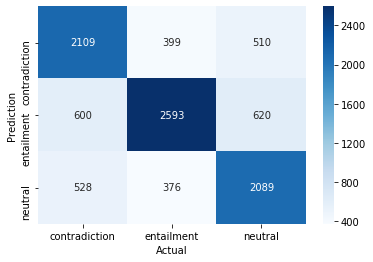 2109 399 510
600 2593 620
528 376 2089
contradiction entailment neutral
Actual
Prediction
contradiction
entailment
neutral
2400
2000
1600
1200
800
400